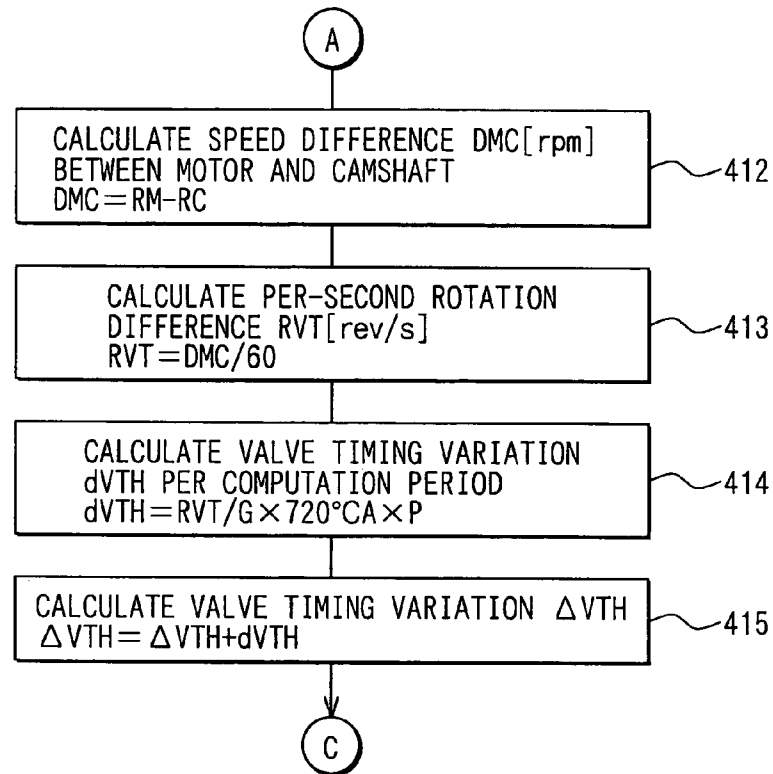 A
CALCULATE SPEED DIFFERENCE DMC[rpm]
BETWEEN MOTOR AND CAMSHAFT
DMC=RM-RC
412
CALCULATE PER-SECOND ROTATION
DIFFERENCE RVT[rev/s]
RVT=DMC/60
413
CALCULATE VALVE TIMING VARIATION
dVTH PER COMPUTATION PERIOD
dVTH=RVT/G×720°CA×P
414
CALCULATE VALVE TIMING VARIATION ΔVTH
ΔVTH=ΔVTH+dVTH
415
C